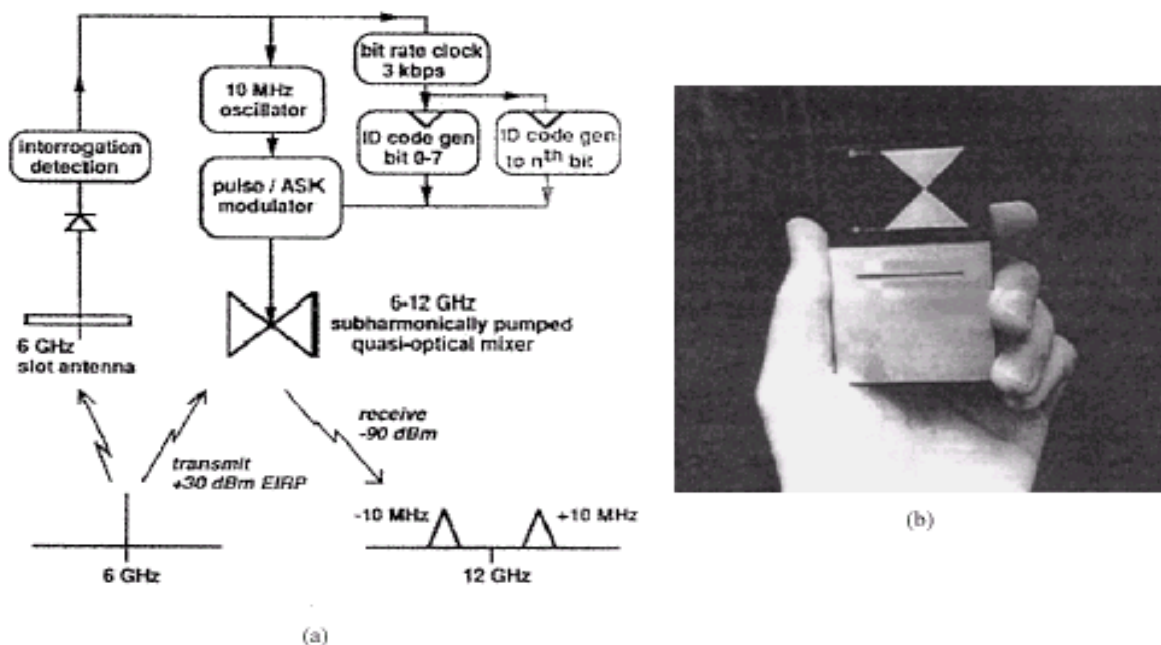 bit rate clock
3 kbps
10 MHz
oscillator
interrogation
detection
ID code gen
bit 0-7
ID code gen
to nth bit
pulse / ASK
modulator
6-12 GHz
subharmonically pumped
quasi-optical mixer
6 GHz
slot antenna
receive
-90 dBm
transmit
+30 dBm EIRP
-10 MHz
+10 MHz
6 GHz
12 GHz
(a)
(b)